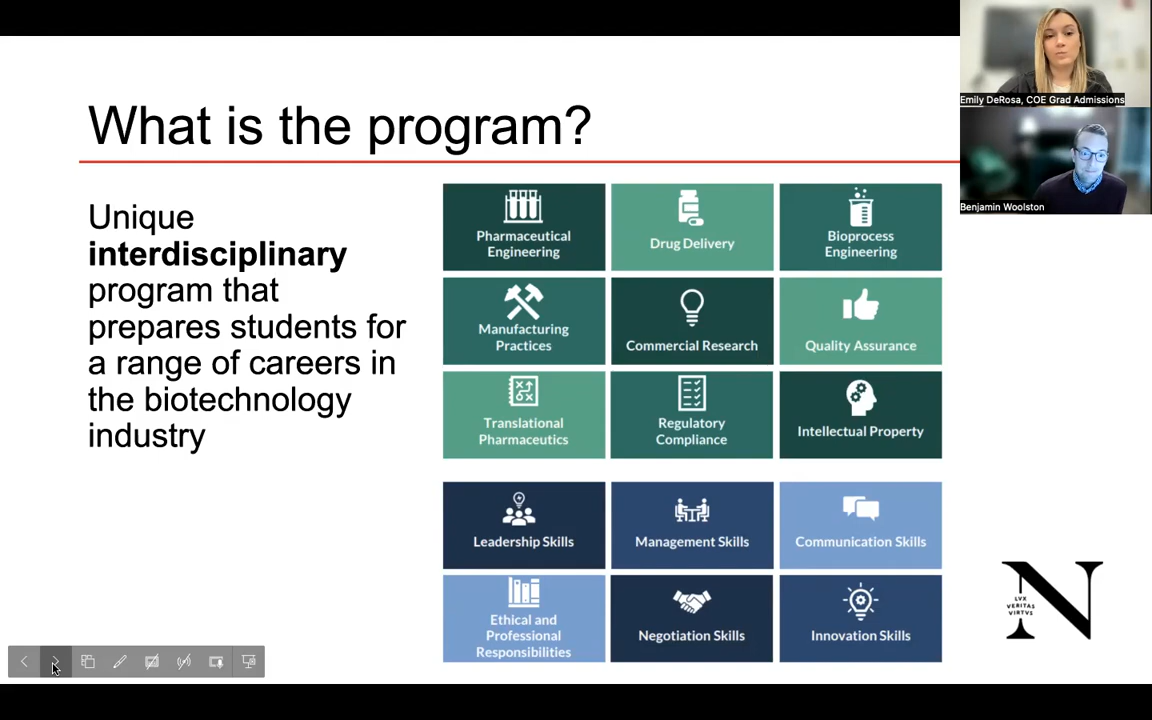 What is the program?
Unique
interdisciplinary
program that
prepares students for
a range of careers in
the biotechnology
industry
Pharmaceutical
Engineering
Drug Delivery
Bioprocess
Engineering
Manufacturing
Practices
Commercial Research
Quality Assurance
Translational
Pharmaceutics
Regulatory
Compliance
Intellectual Property
Leadership Skills
Management Skills
Communication Skills
Ethical and
Professional
Responsibilities
Negotiation Skills
Innovation Skills
Emily DeRosa, COE Grad Admissions
Benjamin Woolston
N
LVX
VERITAS
VIRTVS